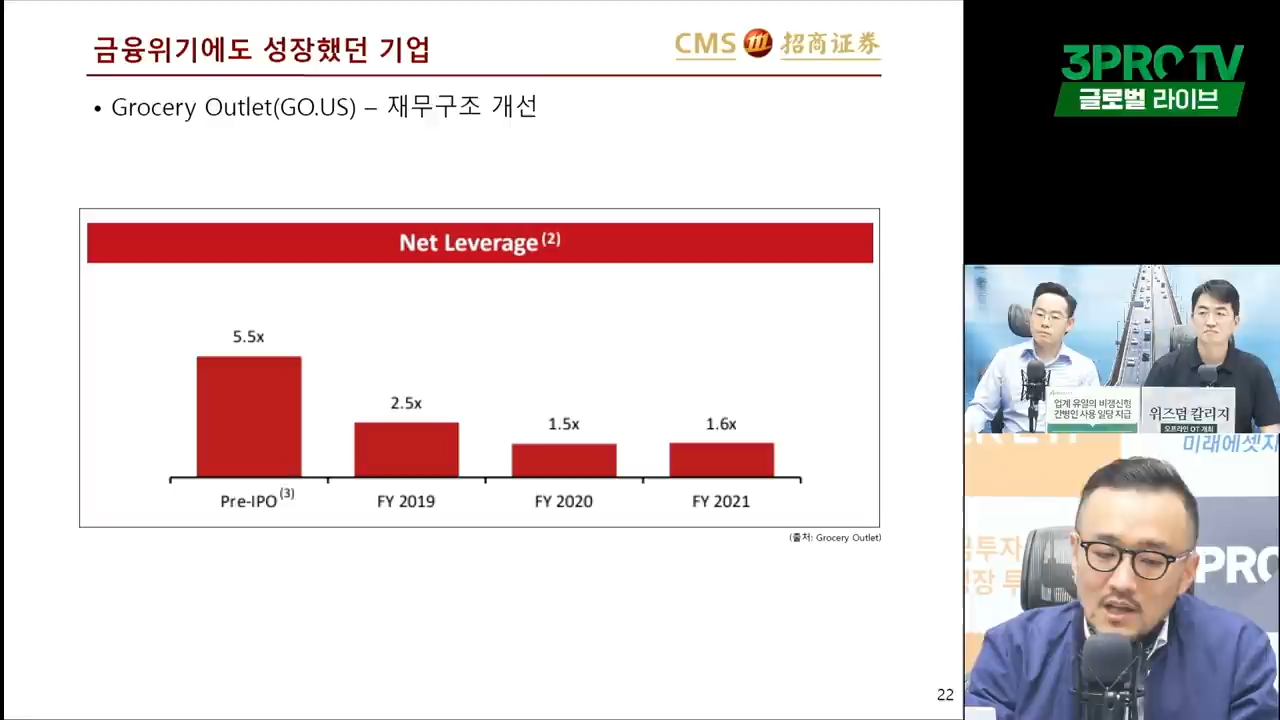 금융위기에도 성장했던 기업
CMS 招商证券
• Grocery Outlet(GO.US) – 재무구조 개선
Net Leverage (2)
5.5x
2.5x
1.5x
1.6x
Pre-IPO (3)
FY 2019
FY 2020
FY 2021
(출처: Grocery Outlet)
22
3PRO TV
글로벌 라이브
업계 유일의 비갱신형
간병인 사용 일당 지급
위즈덤 칼리지
오프라인 OT 개최
미래에셋자
투자
장 투
PRO